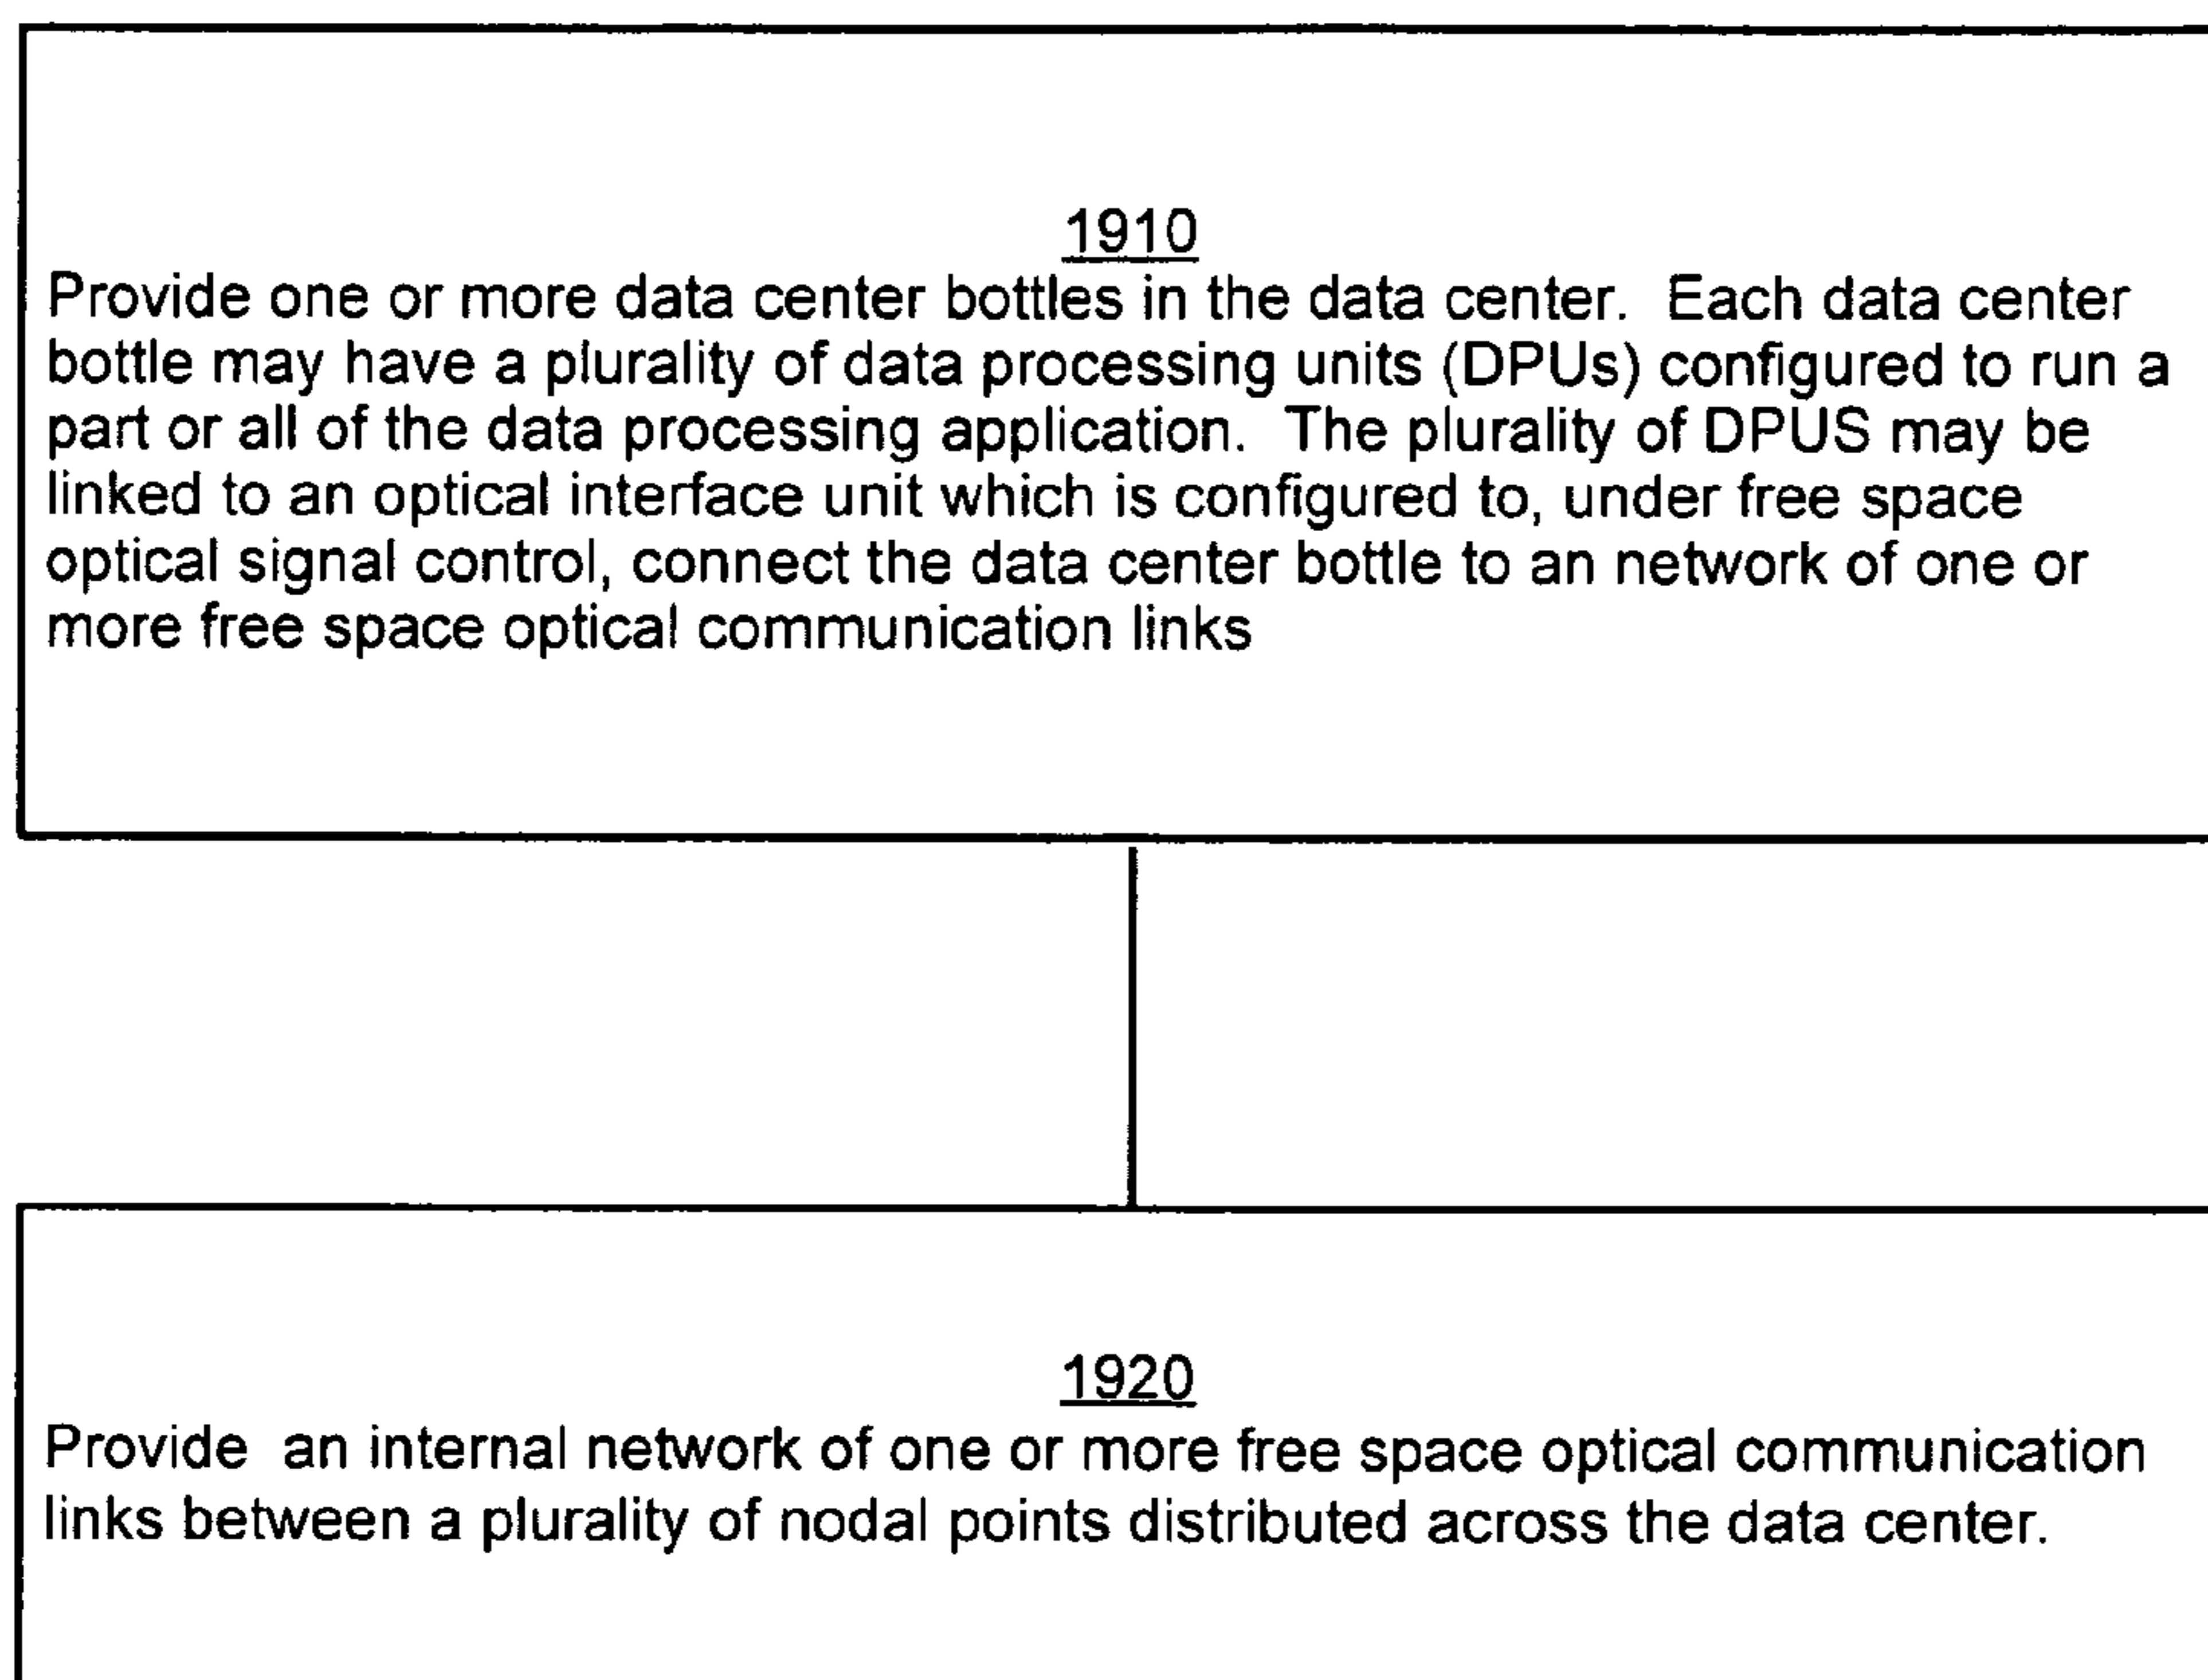 1910
Provide one or more data center bottles in the data center. Each data center
bottle may have a plurality of data processing units (DPUs) configured to run a
part or all of the data processing application. The plurality of DPUS may be
linked to an optical interface unit which is configured to, under free space
optical signal control, connect the data center bottle to an network of one or
more free space optical communication links
1920
Provide an internal network of one or more free space optical communication
links between a plurality of nodal points distributed across the data center.